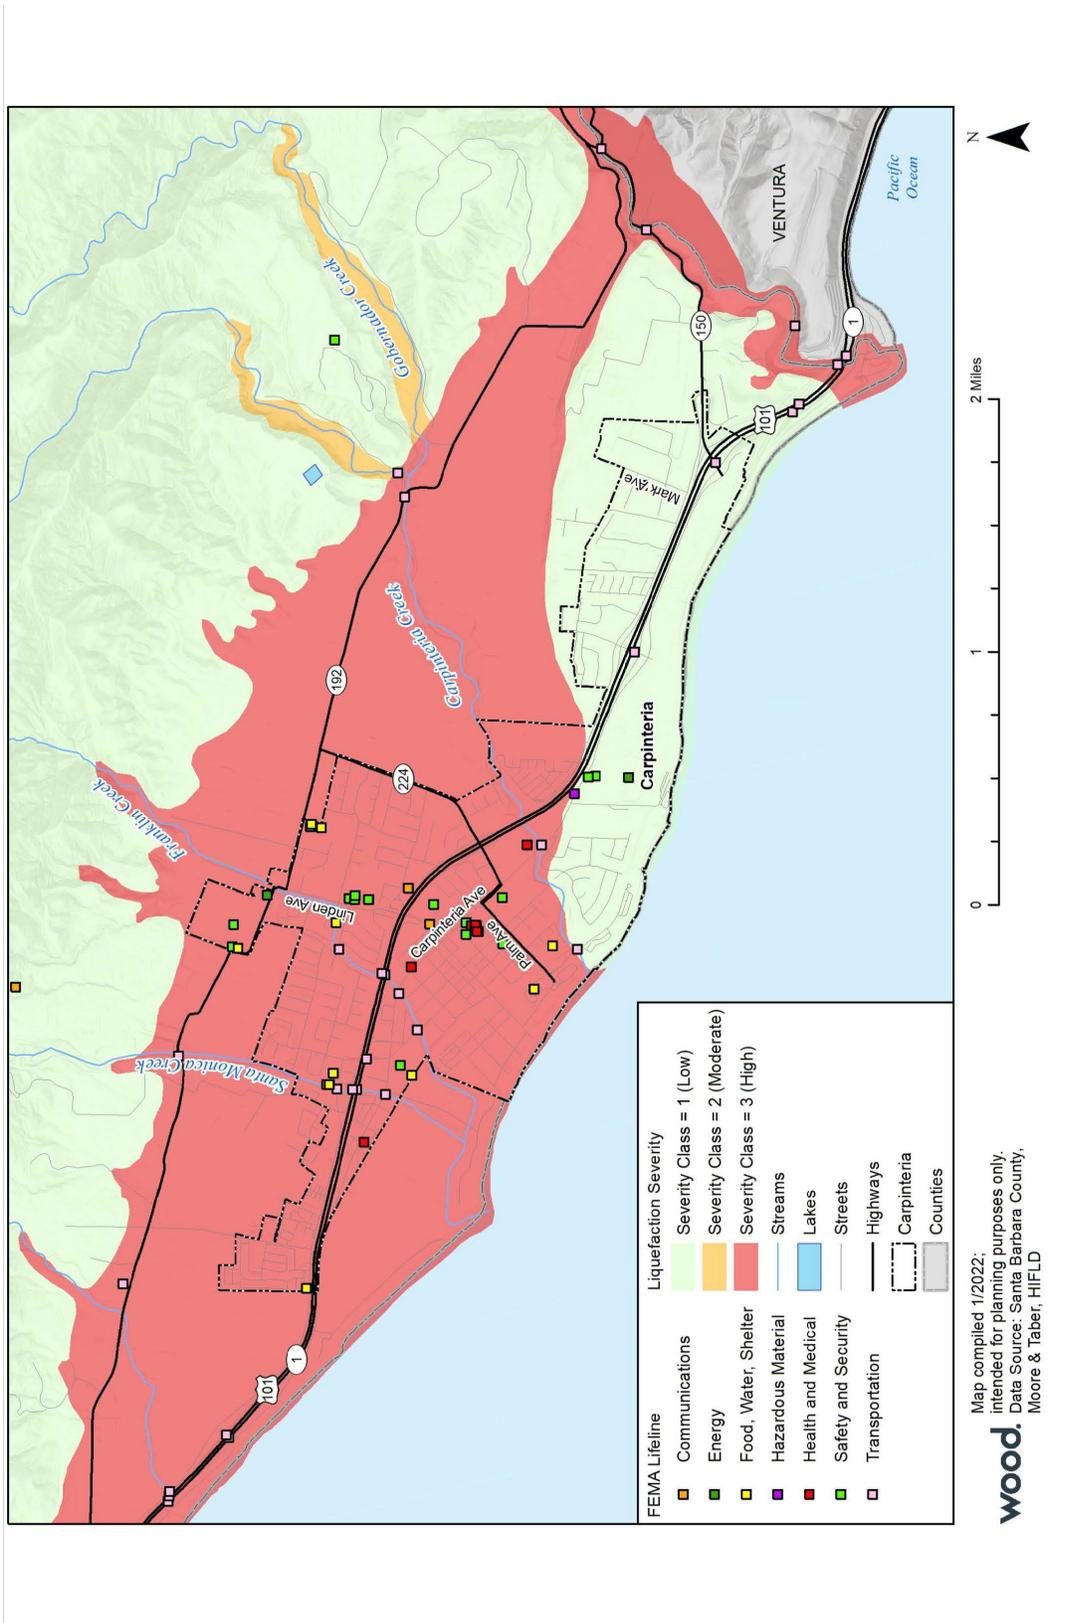 Gobernador Creek
Franklin Creek
Carpinteria Creek
Santa Monica Creek
192
224
150
101
1
Linden Ave
Carpinteria Ave
Palm Ave
Mark Ave
Carpinteria
VENTURA
Pacific
Ocean
101
1
FEMA Lifeline
Communications
Energy
Food, Water, Shelter
Hazardous Material
Health and Medical
Safety and Security
Transportation
Liquefaction Severity
Severity Class = 1 (Low)
Severity Class = 2 (Moderate)
Severity Class = 3 (High)
Streams
Lakes
Streets
Highways
Carpinteria
Counties
wood.
Map compiled 1/2022;
intended for planning purposes only.
Data Source: Santa Barbara County,
Moore & Taber, HIFLD
0
1
2 Miles
N